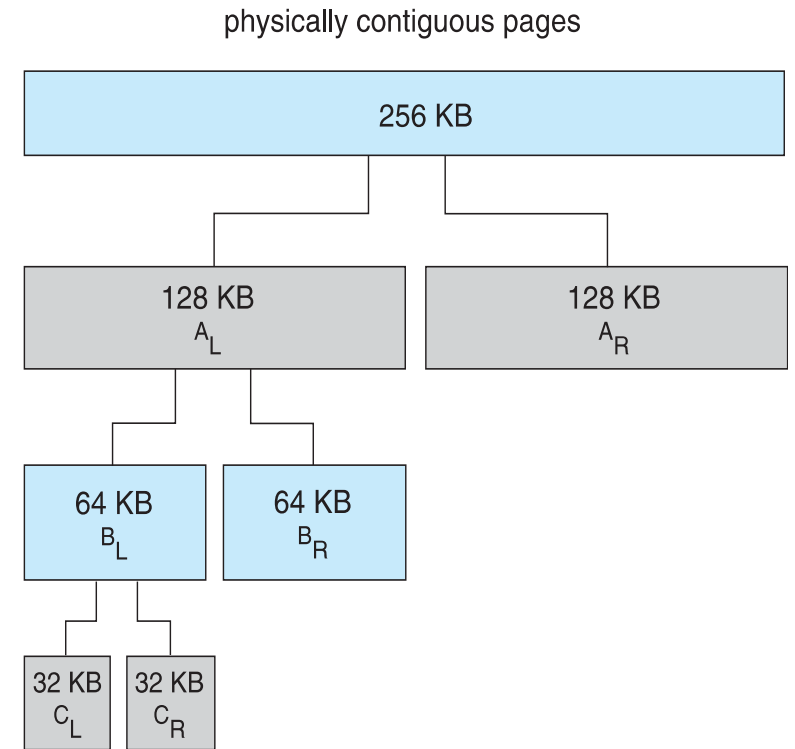 physically contiguous pages
256 KB
128 KB
A_L
128 KB
A_R
64 KB
B_L
64 KB
B_R
32 KB
C_L
32 KB
C_R